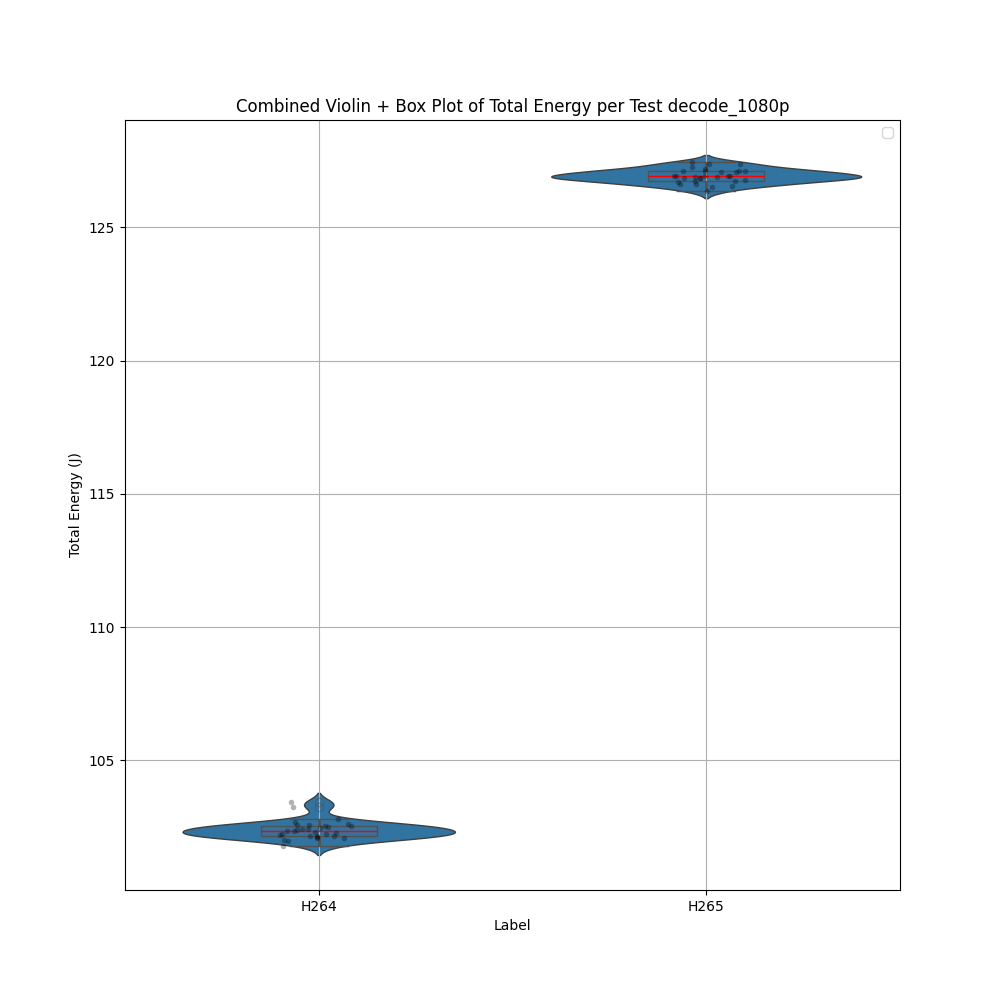 Combined Violin + Box Plot of Total Energy per Test decode_1080p
Total Energy (J)
125
120
115
110
105
H264
H265
Label